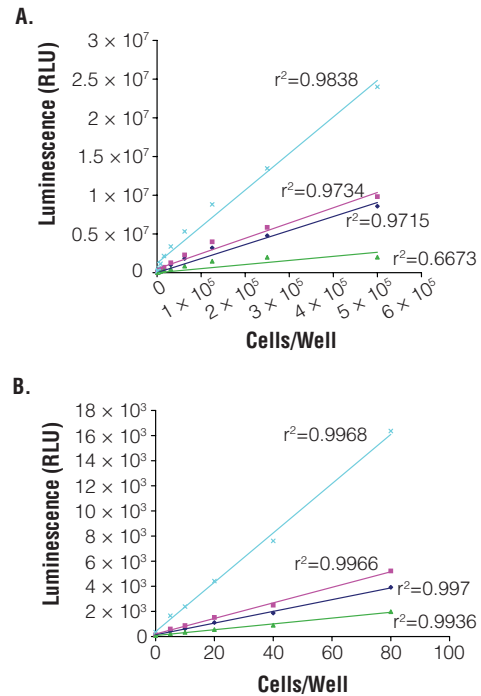 A.
Luminescence (RLU)
3 × 10⁷
2.5 × 10⁷
2 × 10⁷
1.5 × 10⁷
1 × 10⁷
0.5 × 10⁷
0
r²=0.9838
r²=0.9734
r²=0.9715
r²=0.6673
0
1 × 10⁵
2 × 10⁵
3 × 10⁵
4 × 10⁵
5 × 10⁵
6 × 10⁵
Cells/Well
B.
Luminescence (RLU)
18 × 10³
16 × 10³
14 × 10³
12 × 10³
10 × 10³
8 × 10³
6 × 10³
4 × 10³
2 × 10³
0
r²=0.9968
r²=0.9966
r²=0.997
r²=0.9936
0 20 40 60 80 100
Cells/Well